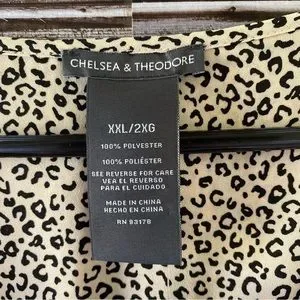 CHELSEA & THEODORE
XXL/2XG
100% POLYESTER
100% POLIÉSTER
SEE REVERSE FOR CARE
VEA EL REVERSO
PARA EL CUIDADO
MADE IN CHINA
HECHO EN CHINA
RN 93178